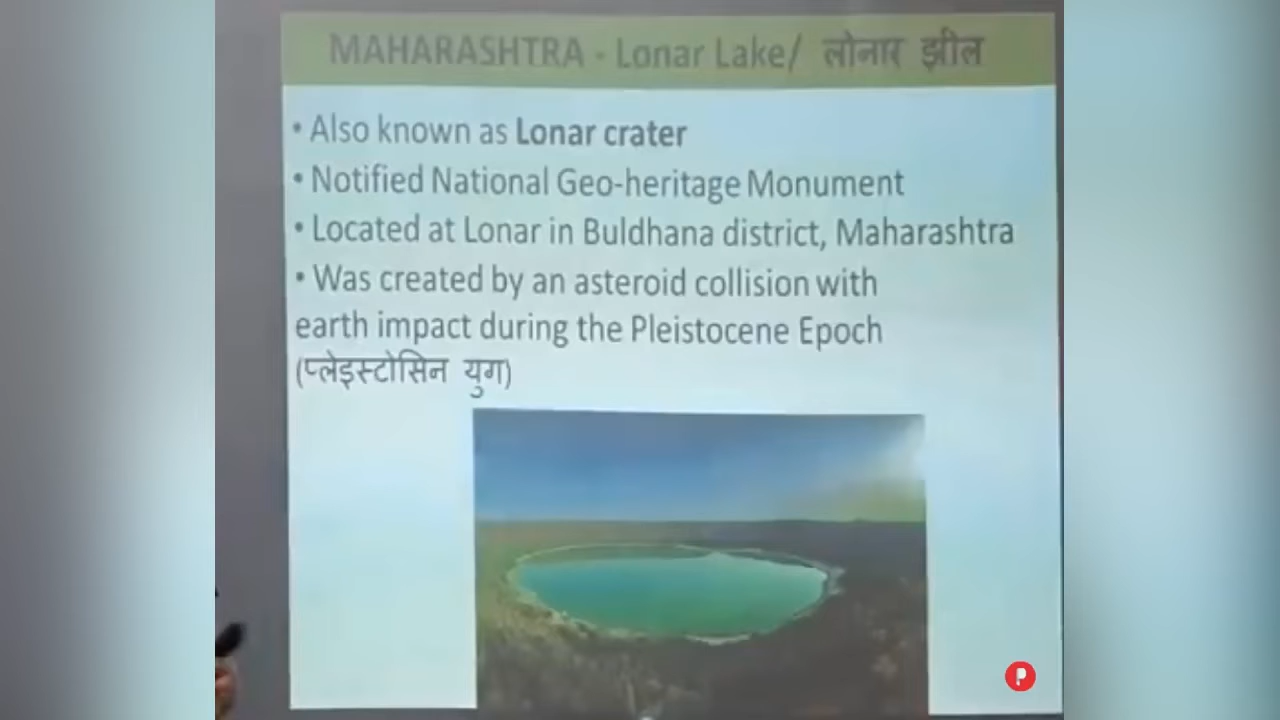 MAHARASHTRA - Lonar Lake/ लोनार झील
• Also known as Lonar crater
• Notified National Geo-heritage Monument
• Located at Lonar in Buldhana district, Maharashtra
• Was created by an asteroid collision with
earth impact during the Pleistocene Epoch
(प्लेइस्टोसिन युग)
P